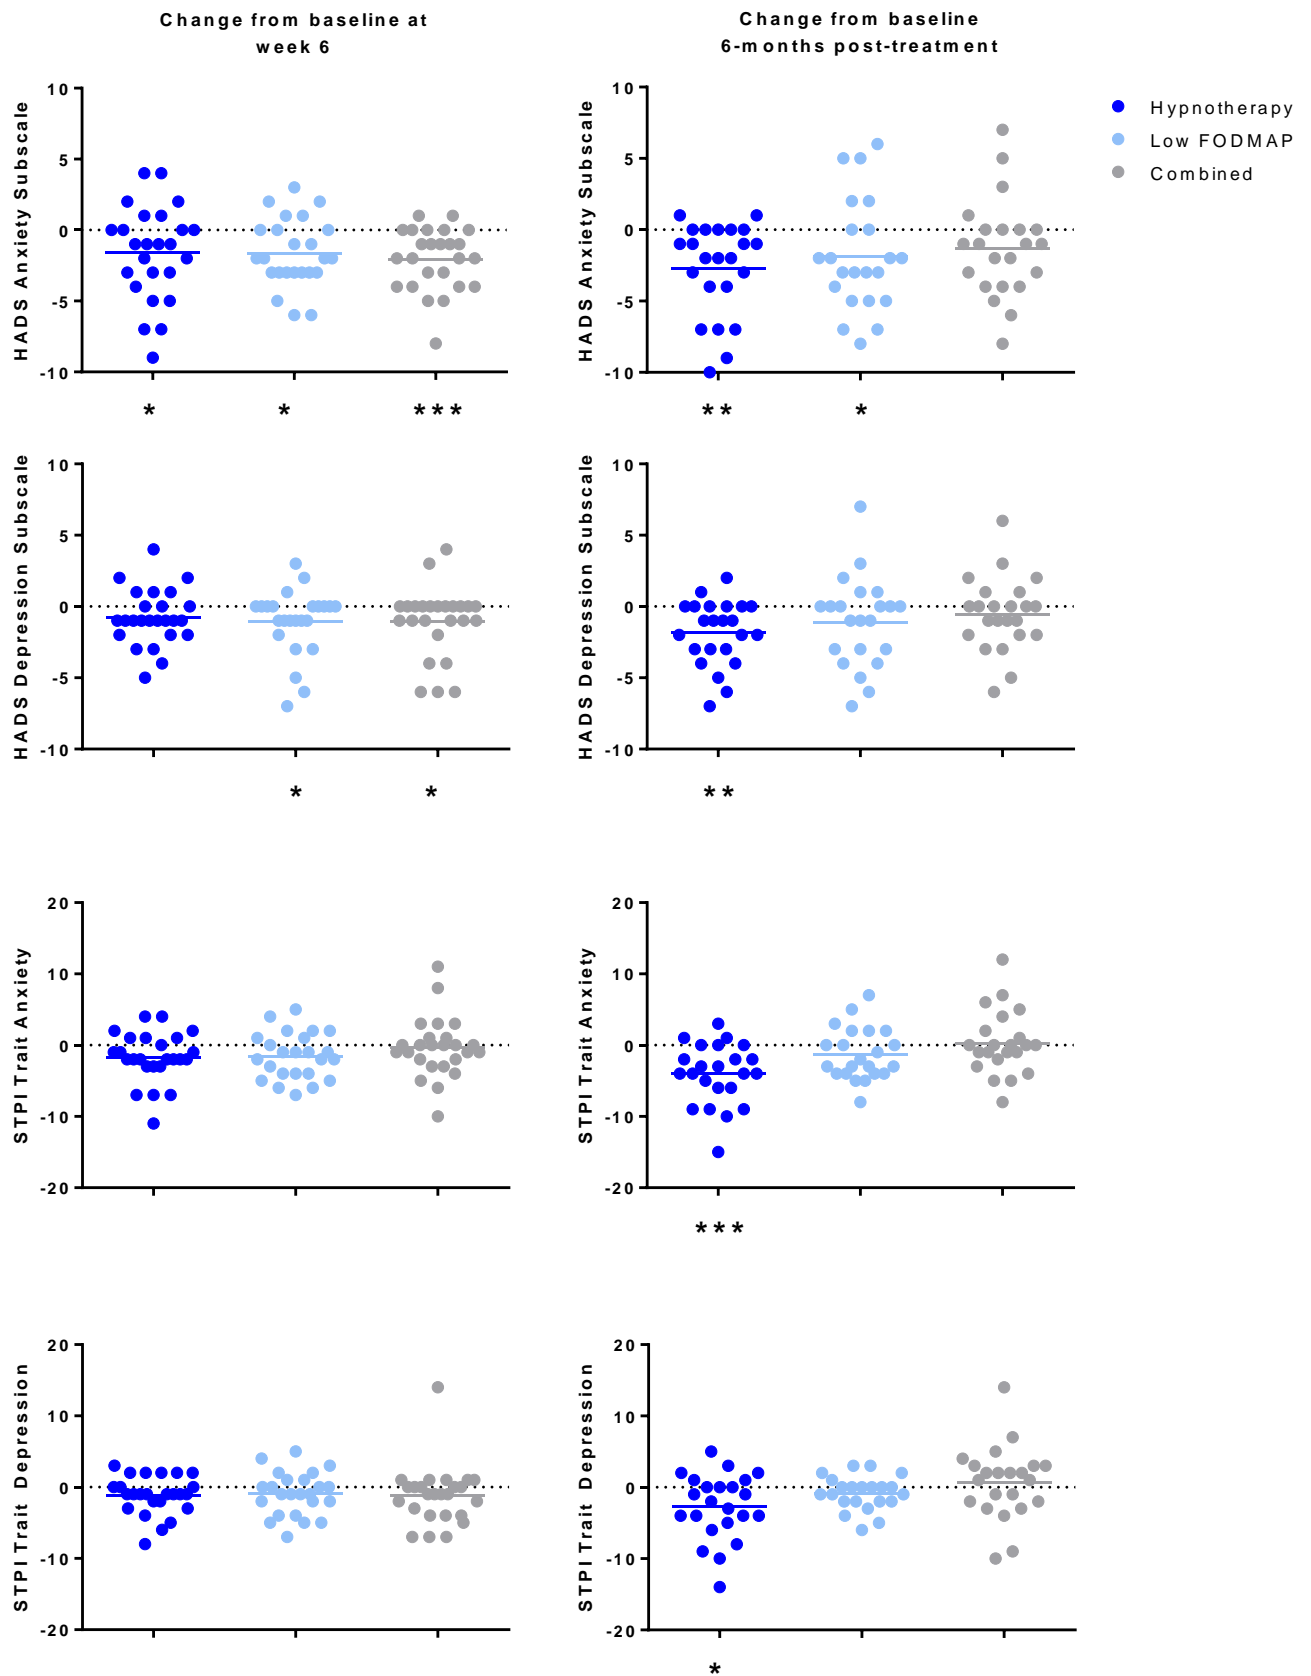 Change from baseline at
week 6
Change from baseline
6-months post-treatment
Hypnotherapy
Low FODMAP
Combined
HADS Anxiety Subscale
10
5
0
-5
-10
* * ***
HADS Anxiety Subscale
10
5
0
-5
-10
** *
HADS Depression Subscale
10
5
0
-5
-10
* *
HADS Depression Subscale
10
5
0
-5
-10
**
STPI Trait Anxiety
20
10
0
-10
-20
STPI Trait Anxiety
20
10
0
-10
-20
***
STPI Trait Depression
20
10
0
-10
-20
STPI Trait Depression
20
10
0
-10
-20
*